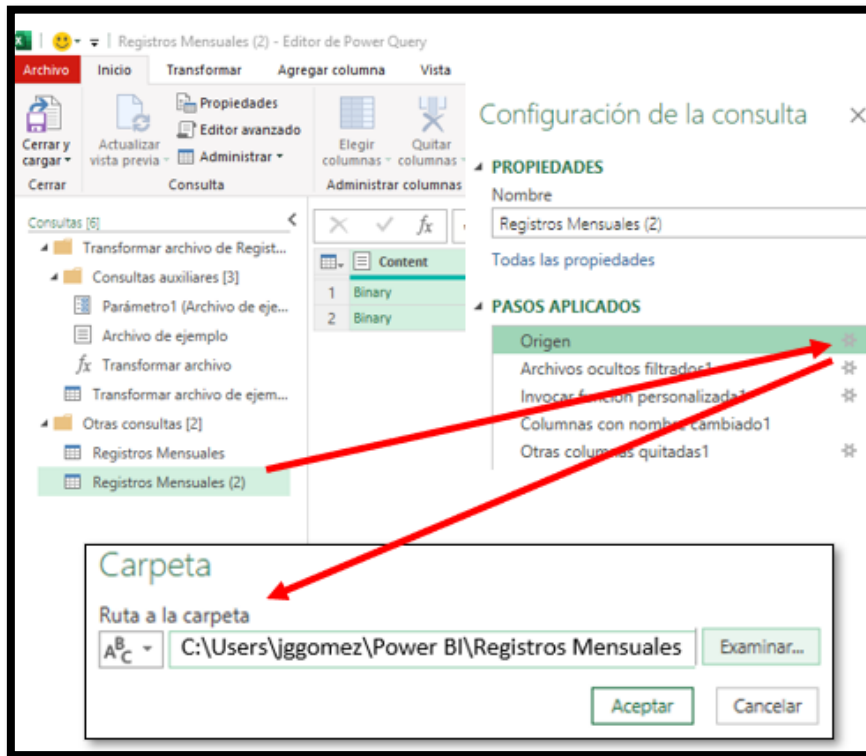 Registros Mensuales (2) - Editor de Power Query
Archivo Inicio Transformar Agregar columna Vista
Cerrar y cargar
Actualizar vista previa
Propiedades
Editor avanzado
Administrar
Elegir columnas
Quitar columnas
Cerrar Consulta Administrar columnas
Consultas [6]
Transformar archivo de Regist...
Consultas auxiliares [3]
Parámetro1 (Archivo de eje...
Archivo de ejemplo
fx Transformar archivo
Transformar archivo de ejem...
Otras consultas [2]
Registros Mensuales
Registros Mensuales (2)
fx
Content
1 Binary
2 Binary
Configuración de la consulta
PROPIEDADES
Nombre
Registros Mensuales (2)
Todas las propiedades
PASOS APLICADOS
Origen
Archivos ocultos filtrados1
Invocar función personalizada1
Columnas con nombre cambiado1
Otras columnas quitadas1
Carpeta
Ruta a la carpeta
ABC C:\Users\jggomez\Power BI\Registros Mensuales Examinar...
Aceptar Cancelar